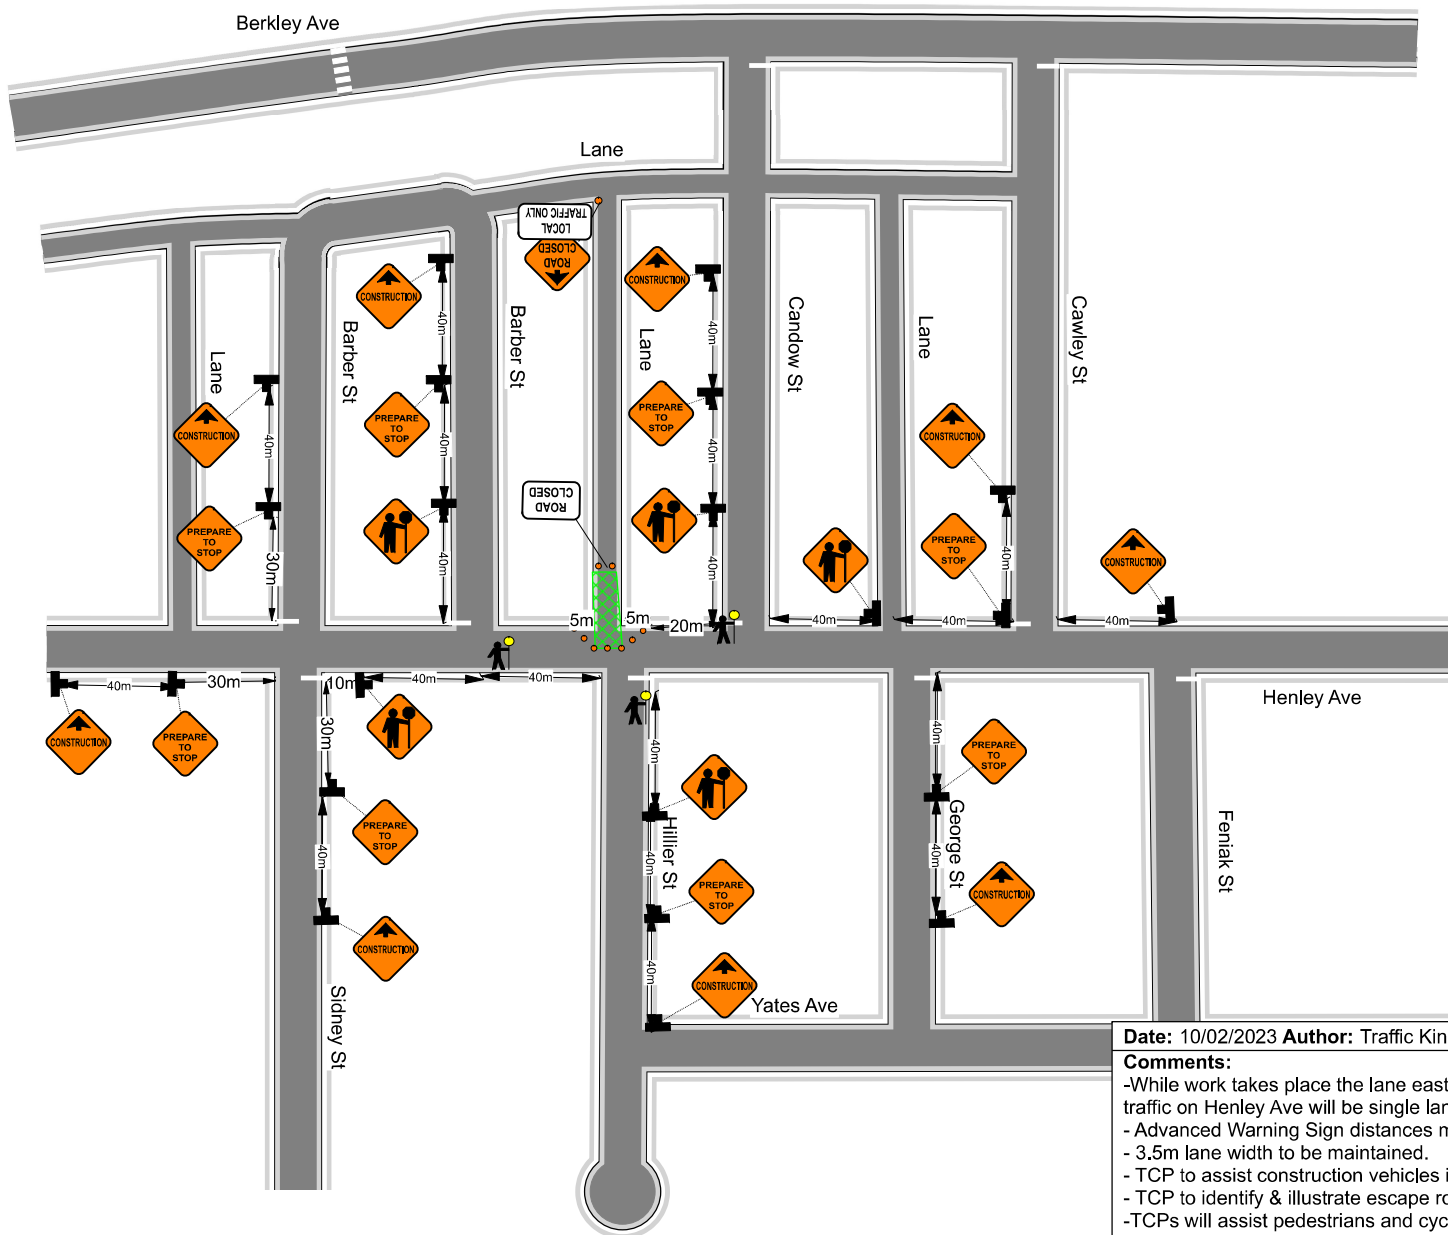 Berkley Ave
Lane
LOCAL
TRAFFIC ONLY
ROAD
CLOSED
CONSTRUCTION
CONSTRUCTION
40m
40m
Barber St
Barber St
Lane
Candow St
Lane
Cawley St
Lane
CONSTRUCTION
40m
PREPARE
TO
STOP
40m
PREPARE
TO
STOP
40m
CONSTRUCTION
ROAD
CLOSED
PREPARE
TO
STOP
30m
40m
40m
PREPARE
TO
STOP
40m
CONSTRUCTION
5m
5m
20m
40m
40m
40m
40m
30m
10m
40m
40m
Henley Ave
CONSTRUCTION
PREPARE
TO
STOP
30m
40m
40m
PREPARE
TO
STOP
PREPARE
TO
STOP
40m
Hillier St
40m
George St
40m
Feniak St
PREPARE
TO
STOP
CONSTRUCTION
CONSTRUCTION
40m
CONSTRUCTION
Sidney St
Yates Ave
Date: 10/02/2023 Author: Traffic Kin
Comments:
-While work takes place the lane east
traffic on Henley Ave will be single lan
- Advanced Warning Sign distances m
- 3.5m lane width to be maintained.
- TCP to assist construction vehicles i
- TCP to identify & illustrate escape ro
-TCPs will assist pedestrians and cyc